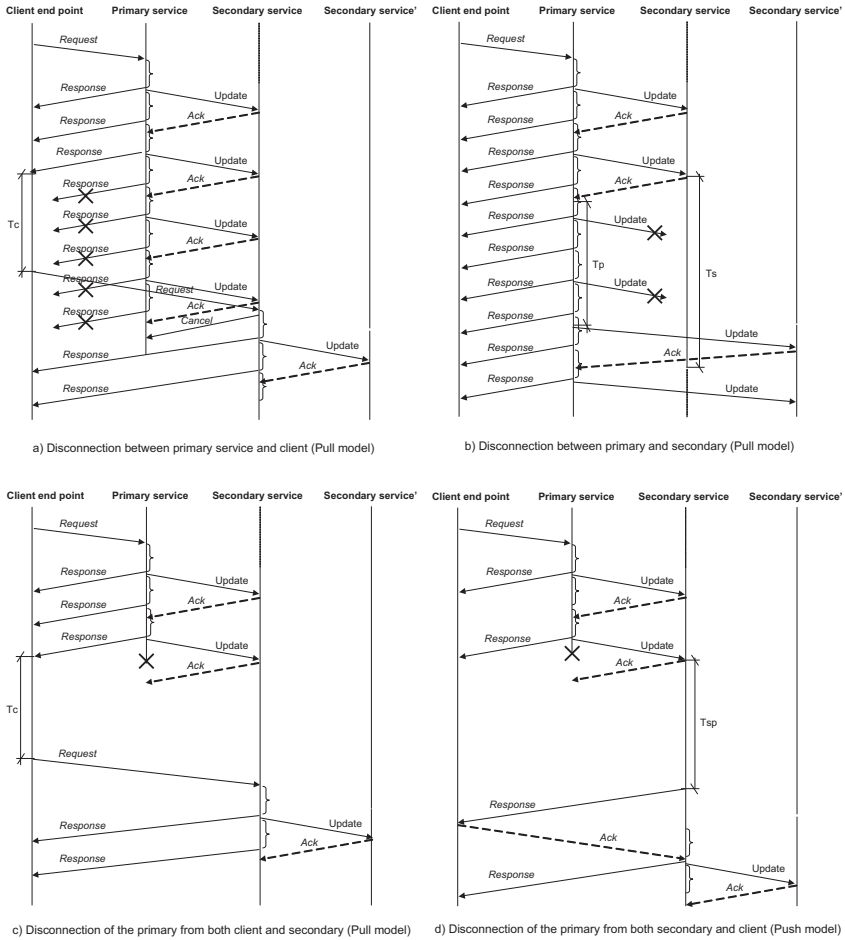 Client end point Primary service Secondary service Secondary service'
Request
Response
Update
Ack
Response
Response
Update
Response
Ack
Tc
Response
Update
Response
Ack
Response
Request
Update
Ack
Response
Cancel
Response
Update
Ack
Response
a) Disconnection between primary service and client (Pull model)
Client end point Primary service Secondary service Secondary service'
Request
Response
Update
Ack
Response
Response
Update
Ack
Response
Response
Update
Tp
Ts
Response
Response
Update
Response
Update
Response
Ack
Response
Update
b) Disconnection between primary and secondary (Pull model)
Client end point Primary service Secondary service Secondary service'
Request
Response
Update
Ack
Response
Response
Update
Ack
Tc
Request
Response
Update
Ack
Response
c) Disconnection of the primary from both client and secondary (Pull model)
Client end point Primary service Secondary service Secondary service'
Request
Response
Update
Ack
Response
Update
Ack
Tsp
Response
Ack
Response
Update
Ack
d) Disconnection of the primary from both secondary and client (Push model)